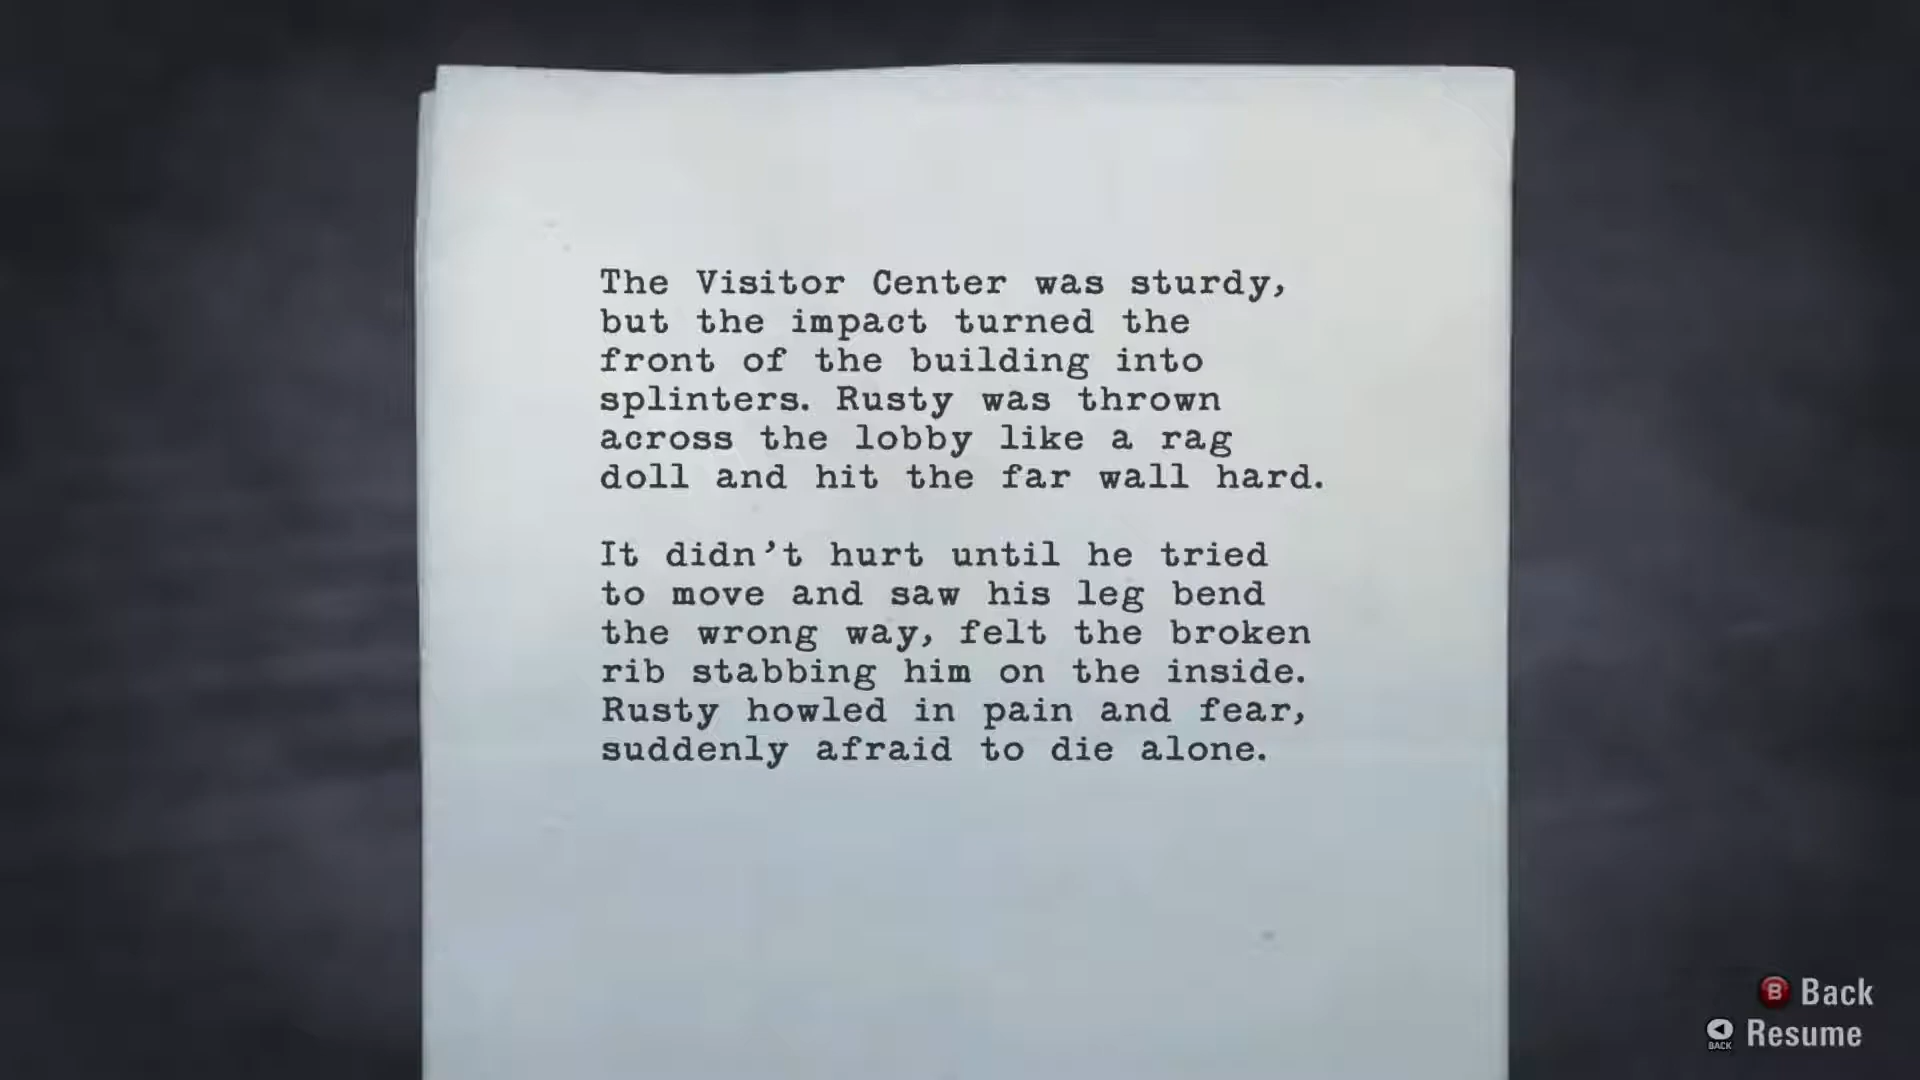 The Visitor Center was sturdy,
but the impact turned the
front of the building into
splinters. Rusty was thrown
across the lobby like a rag
doll and hit the far wall hard.
It didn't hurt until he tried
to move and saw his leg bend
the wrong way, felt the broken
rib stabbing him on the inside.
Rusty howled in pain and fear,
suddenly afraid to die alone.
B Back
BACK Resume